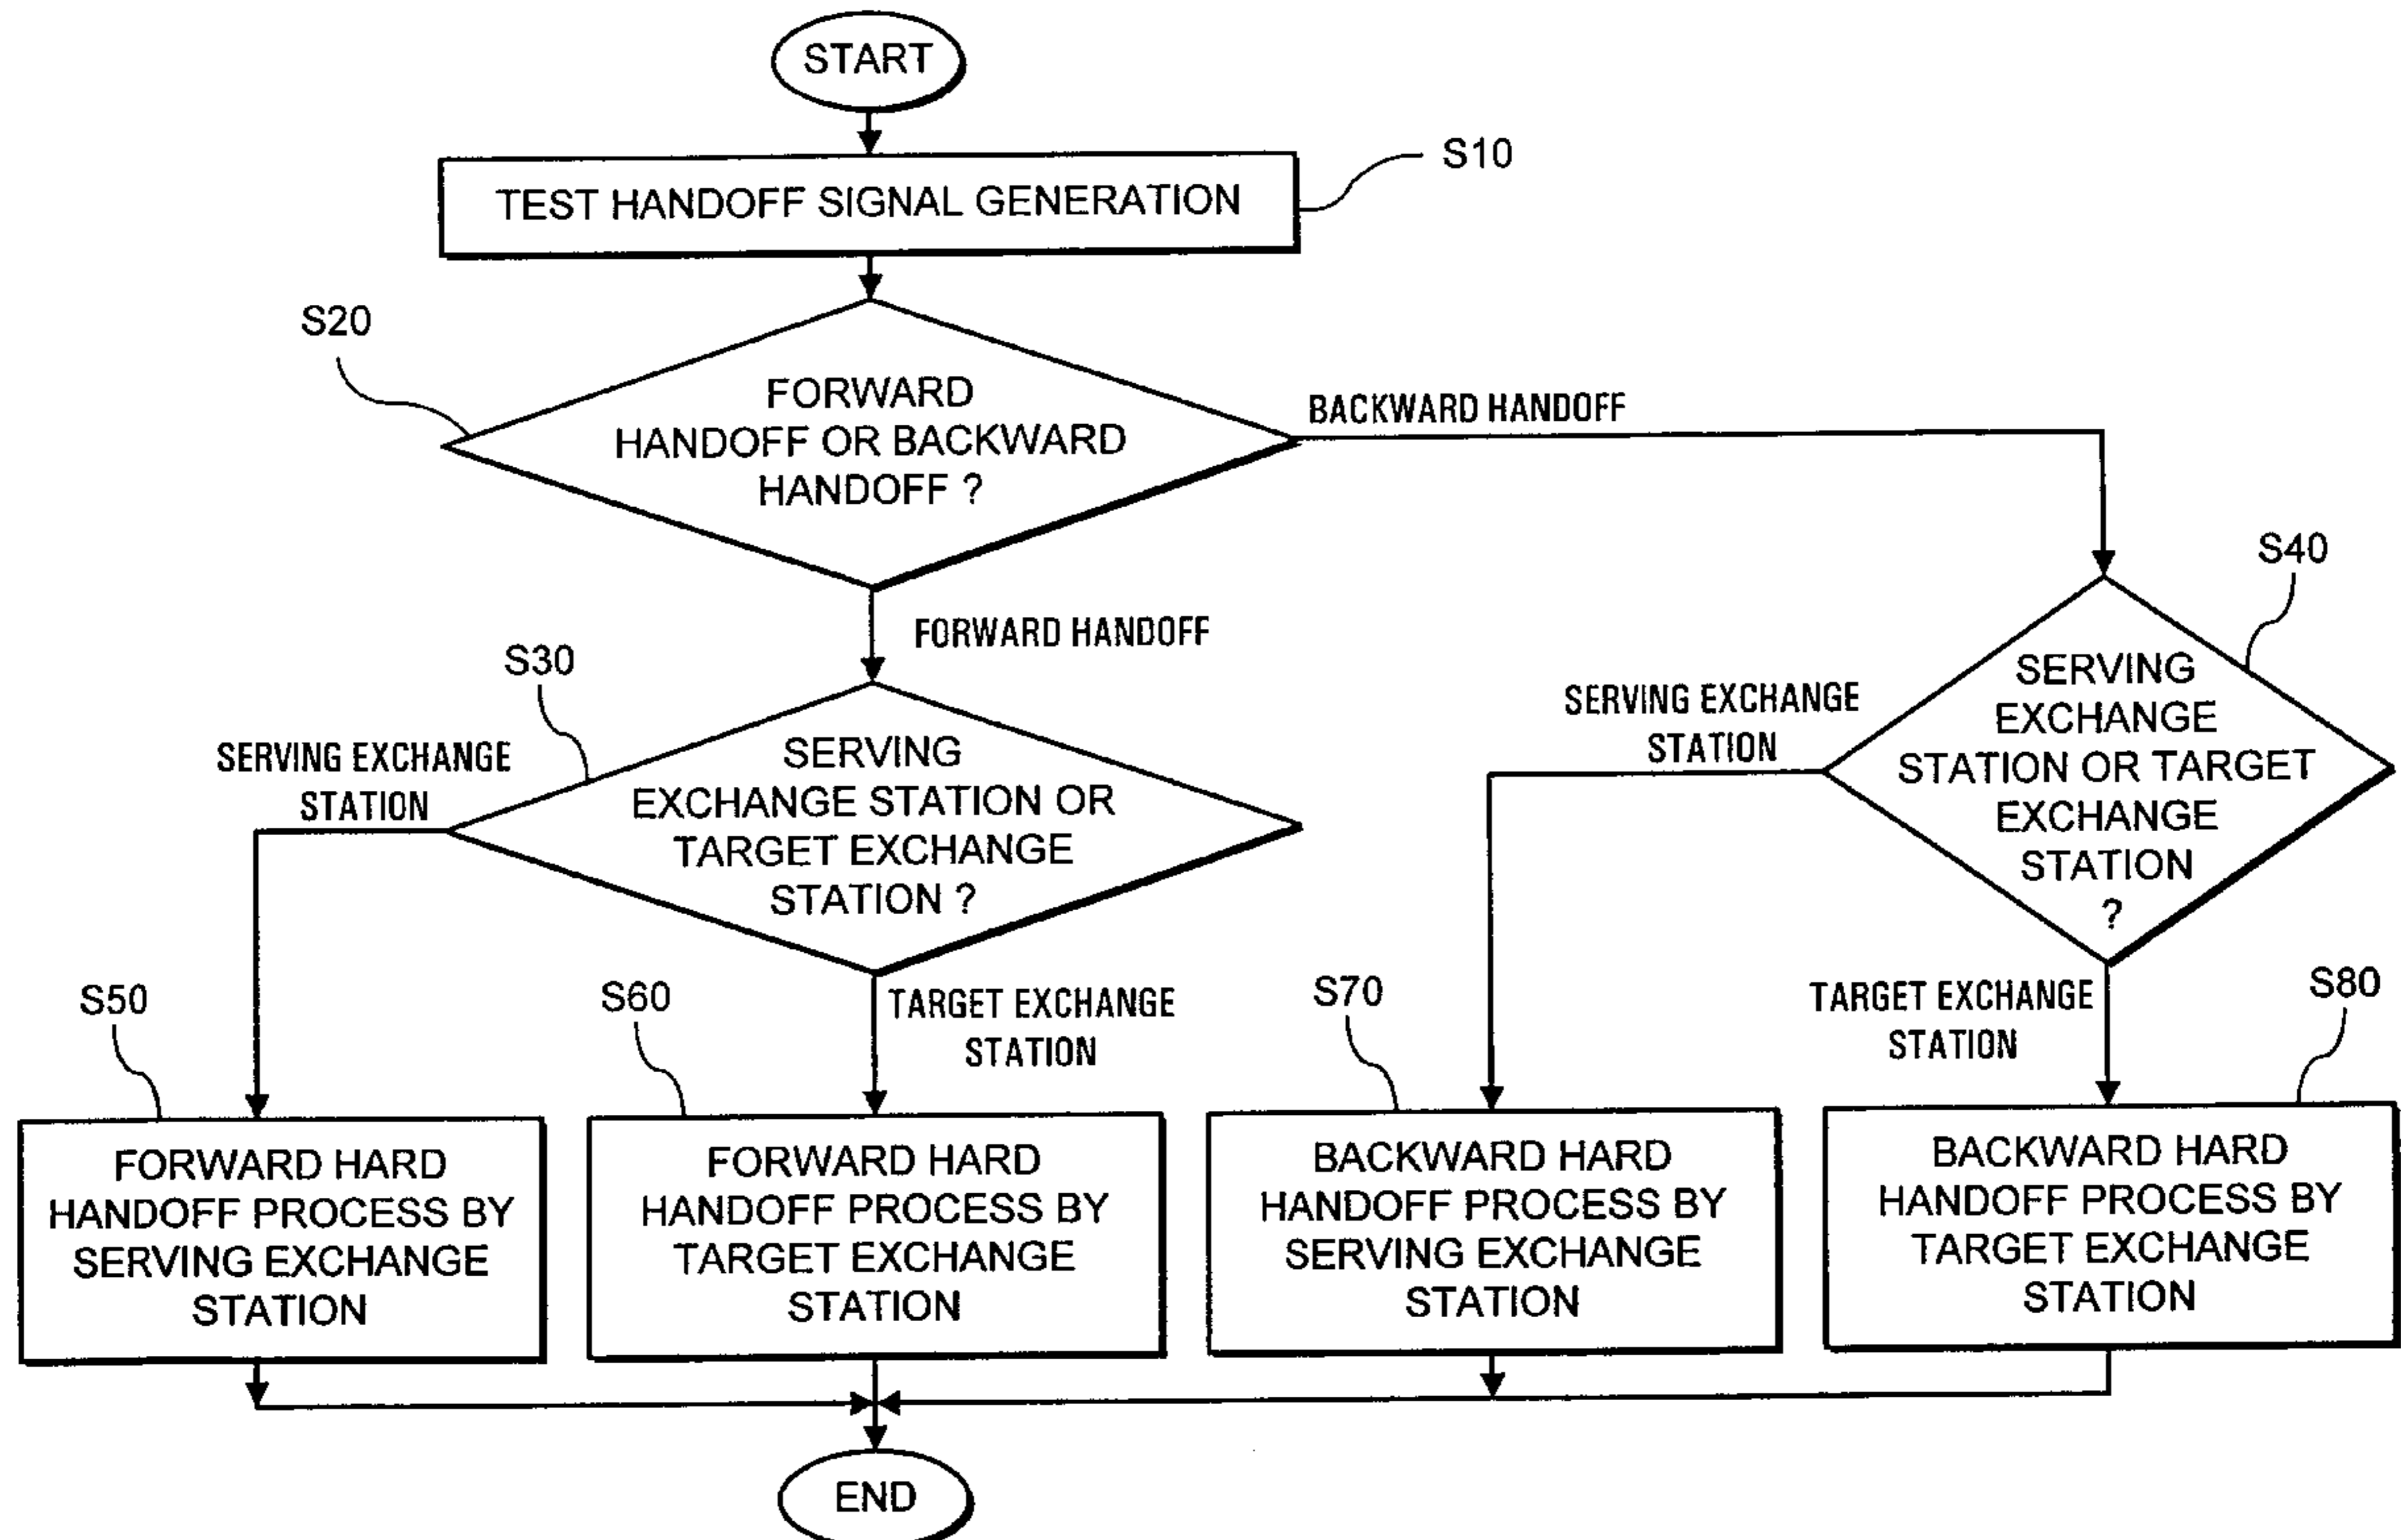 START
TEST HANDOFF SIGNAL GENERATION
S10
S20
FORWARD
HANDOFF OR BACKWARD
HANDOFF ?
BACKWARD HANDOFF
FORWARD HANDOFF
S30
SERVING EXCHANGE
STATION
SERVING
EXCHANGE STATION OR
TARGET EXCHANGE
STATION ?
S40
SERVING EXCHANGE
STATION
SERVING
EXCHANGE
STATION OR TARGET
EXCHANGE
STATION
?
S50
S60
TARGET EXCHANGE
STATION
S70
TARGET EXCHANGE
STATION
S80
FORWARD HARD
HANDOFF PROCESS BY
SERVING EXCHANGE
STATION
FORWARD HARD
HANDOFF PROCESS BY
TARGET EXCHANGE
STATION
BACKWARD HARD
HANDOFF PROCESS BY
SERVING EXCHANGE
STATION
BACKWARD HARD
HANDOFF PROCESS BY
TARGET EXCHANGE
STATION
END